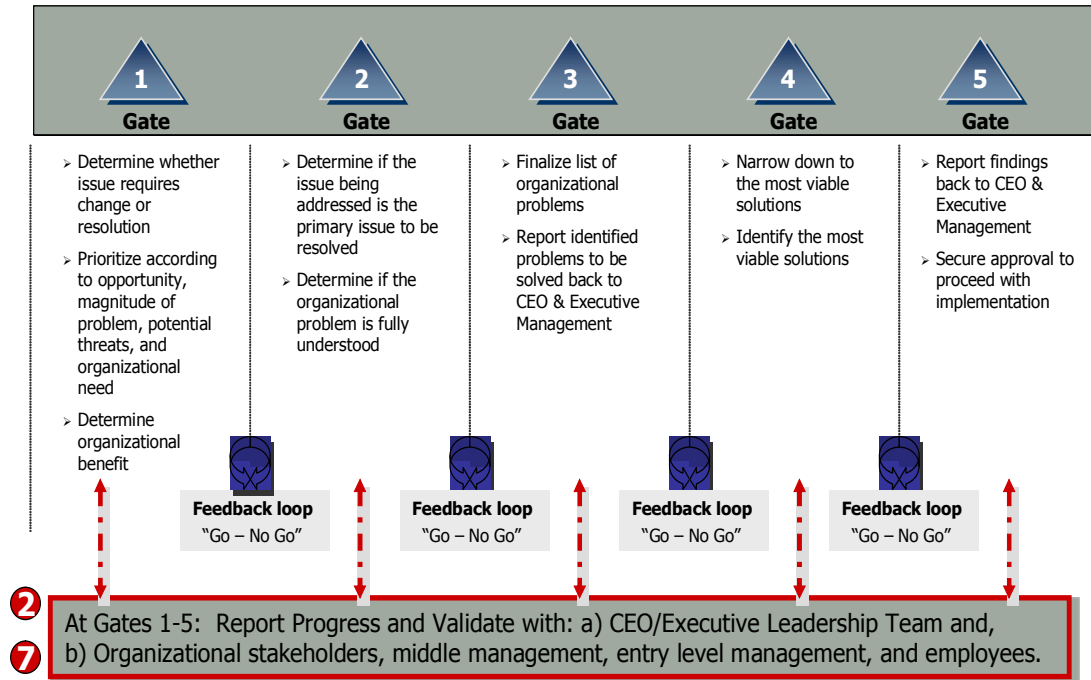 1
Gate
2
Gate
3
Gate
4
Gate
5
Gate
➢ Determine whether
issue requires
change or
resolution
➢ Prioritize according
to opportunity,
magnitude of
problem, potential
threats, and
organizational
need
➢ Determine
organizational
benefit
➢ Determine if the
issue being
addressed is the
primary issue to be
resolved
➢ Determine if the
organizational
problem is fully
understood
➢ Finalize list of
organizational
problems
➢ Report identified
problems to be
solved back to
CEO & Executive
Management
➢ Narrow down to
the most viable
solutions
➢ Identify the most
viable solutions
➢ Report findings
back to CEO &
Executive
Management
➢ Secure approval to
proceed with
implementation
Feedback loop
“Go – No Go”
Feedback loop
“Go – No Go”
Feedback loop
“Go – No Go”
Feedback loop
“Go – No Go”
2
7
At Gates 1-5: Report Progress and Validate with: a) CEO/Executive Leadership Team and,
b) Organizational stakeholders, middle management, entry level management, and employees.